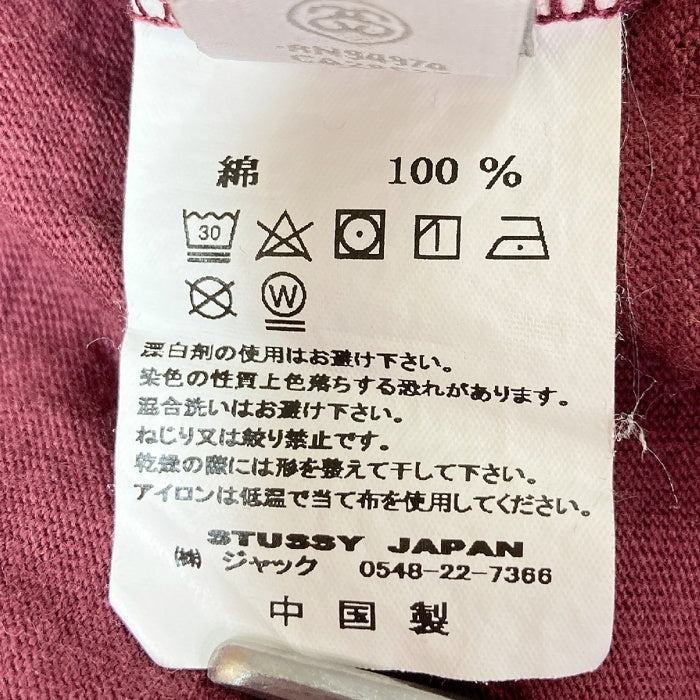 綿 100 %
30
W
漂白剤の使用はお避け下さい。
染色の性質上色落ちする恐れがあります。
混合洗いはお避け下さい。
ねじり又は絞り禁止です。
乾燥の際には形を整えて干して下さい。
アイロンは低温で当て布を使用してください。
STUSSY JAPAN
㈱ ジャック 0548-22-7366
中国製